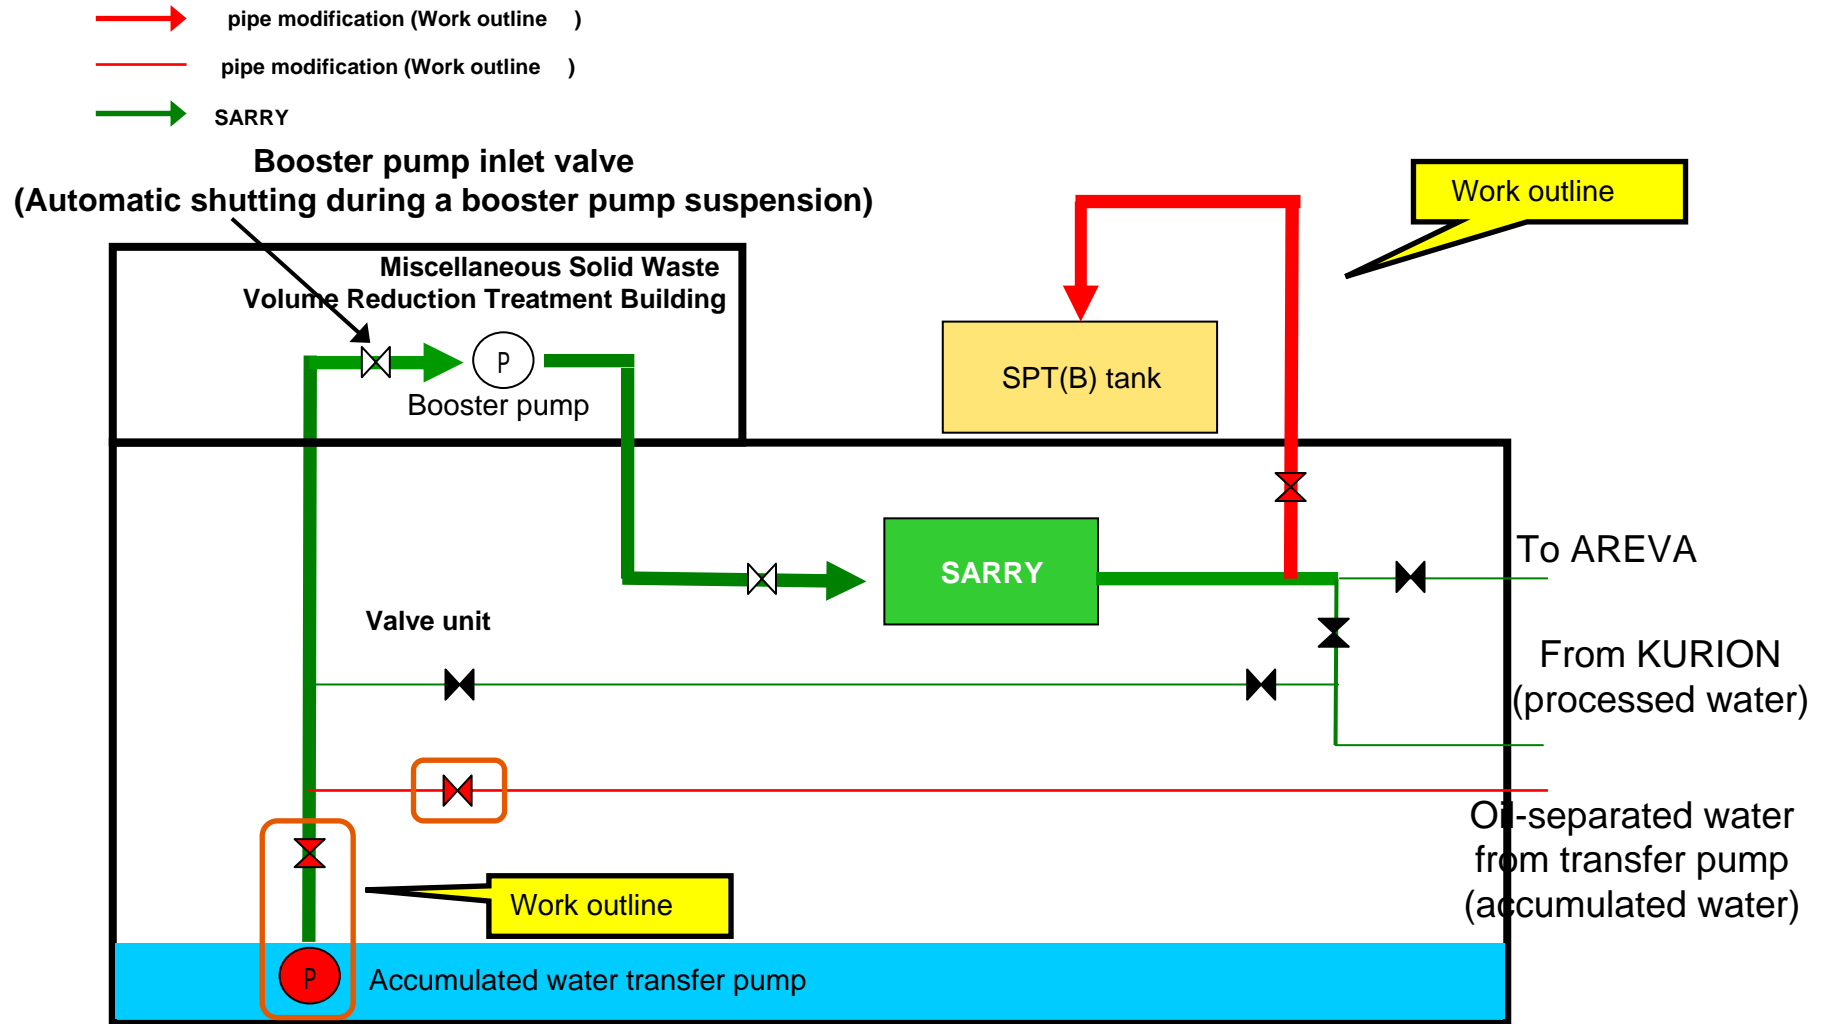 pipe modification (Work outline    )
pipe modification (Work outline    )
SARRY
Booster pump inlet valve
(Automatic shutting during a booster pump suspension)
Work outline
Miscellaneous Solid Waste
Volume Reduction Treatment Building
P
Booster pump
SPT(B) tank
SARRY
To AREVA
Valve unit
From KURION
(processed water)
Oil-separated water
from transfer pump
(accumulated water)
Work outline
P
Accumulated water transfer pump